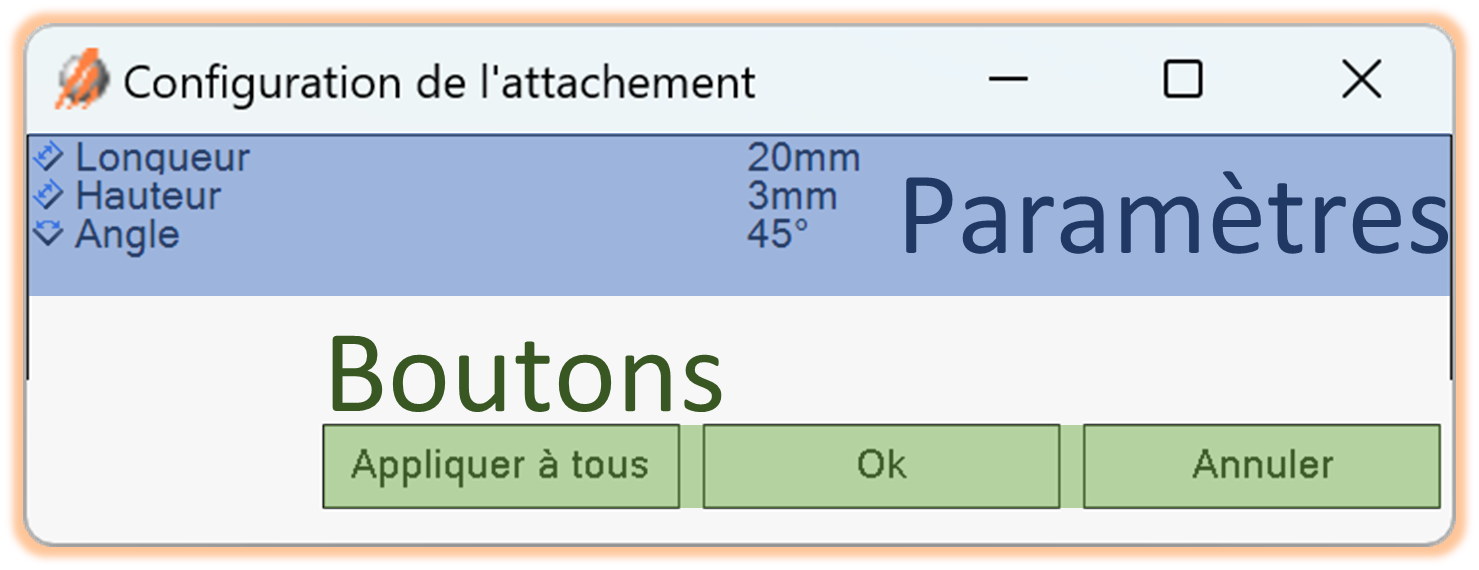 Configuration de l'attachement
Longueur 20mm
Hauteur 3mm
Angle 45°
Paramètres
Boutons
Appliquer à tous Ok Annuler